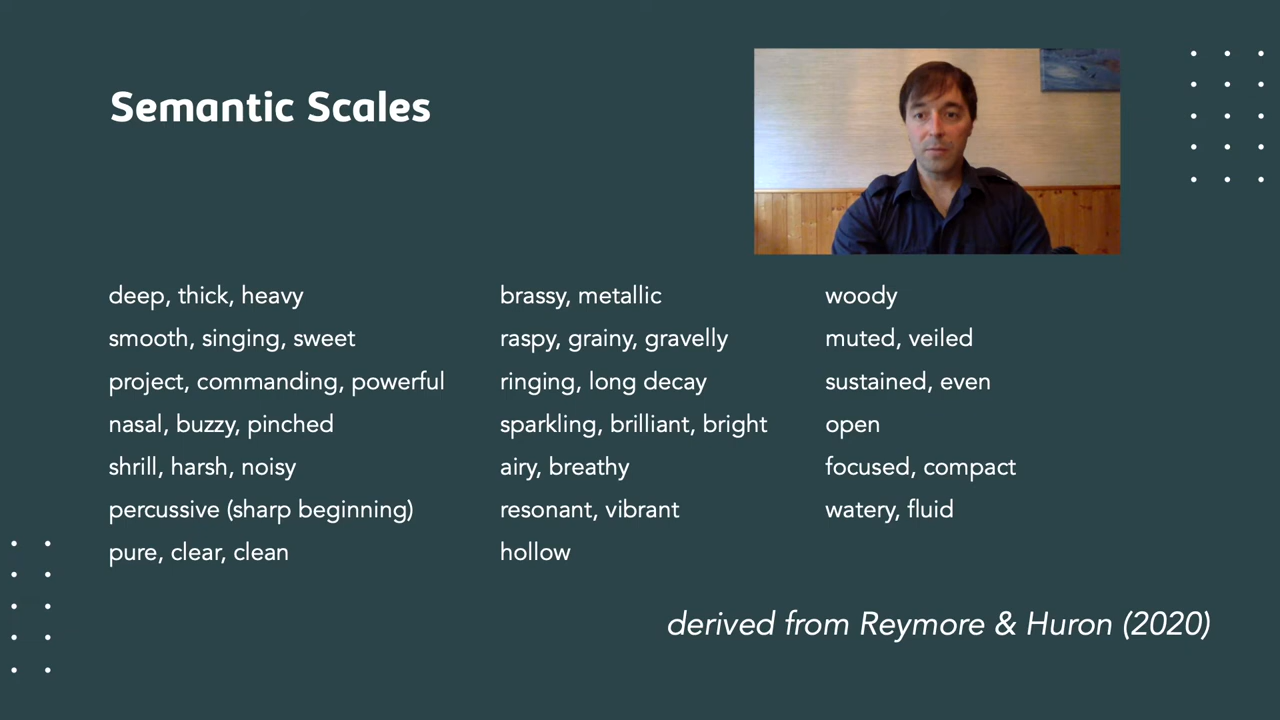 Semantic Scales
deep, thick, heavy
smooth, singing, sweet
project, commanding, powerful
nasal, buzzy, pinched
shrill, harsh, noisy
percussive (sharp beginning)
pure, clear, clean
brassy, metallic
raspy, grainy, gravelly
ringing, long decay
sparkling, brilliant, bright
airy, breathy
resonant, vibrant
hollow
woody
muted, veiled
sustained, even
open
focused, compact
watery, fluid
derived from Reymore & Huron (2020)